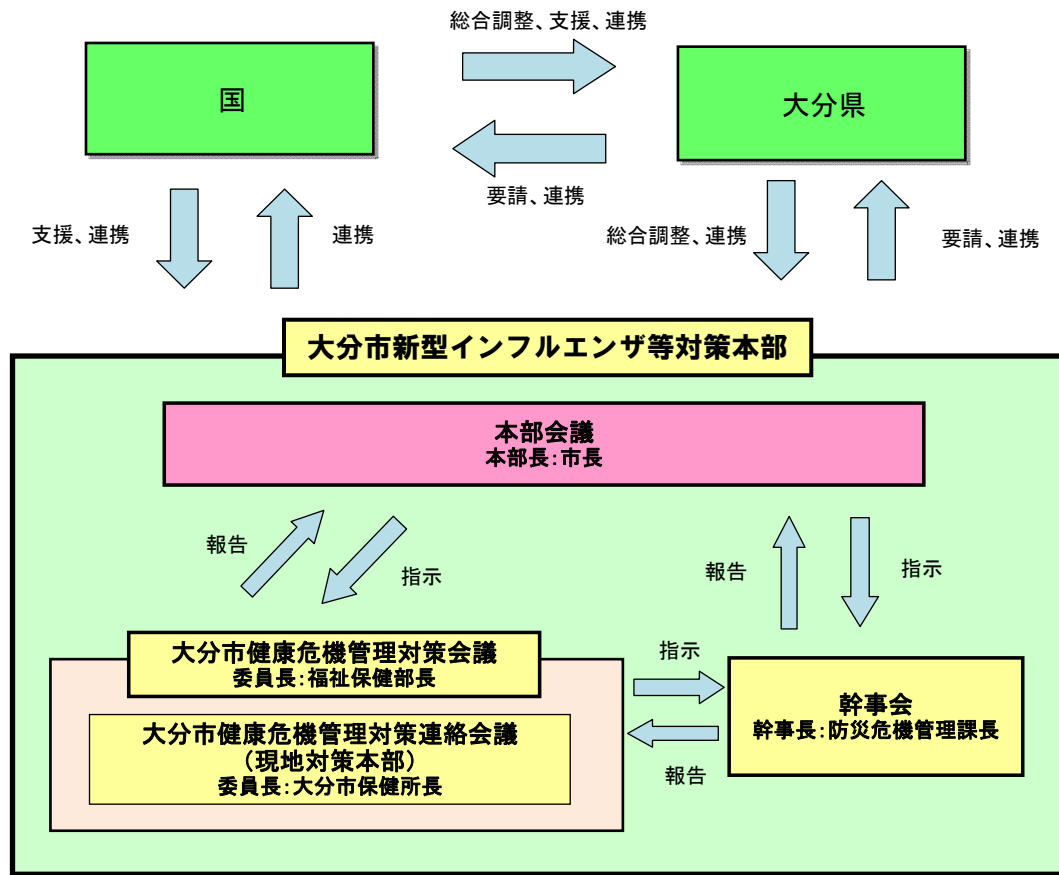 総合調整、支援、連携
国
大分県
要請、連携
支援、連携
連携
総合調整、連携
要請、連携
大分市新型インフルエンザ等対策本部
本部会議
本部長：市長
報告
指示
報告
指示
大分市健康危機管理対策会議
委員長：福祉保健部長
大分市健康危機管理対策連絡会議
（現地対策本部）
委員長：大分市保健所長
指示
報告
幹事会
幹事長：防災危機管理課長